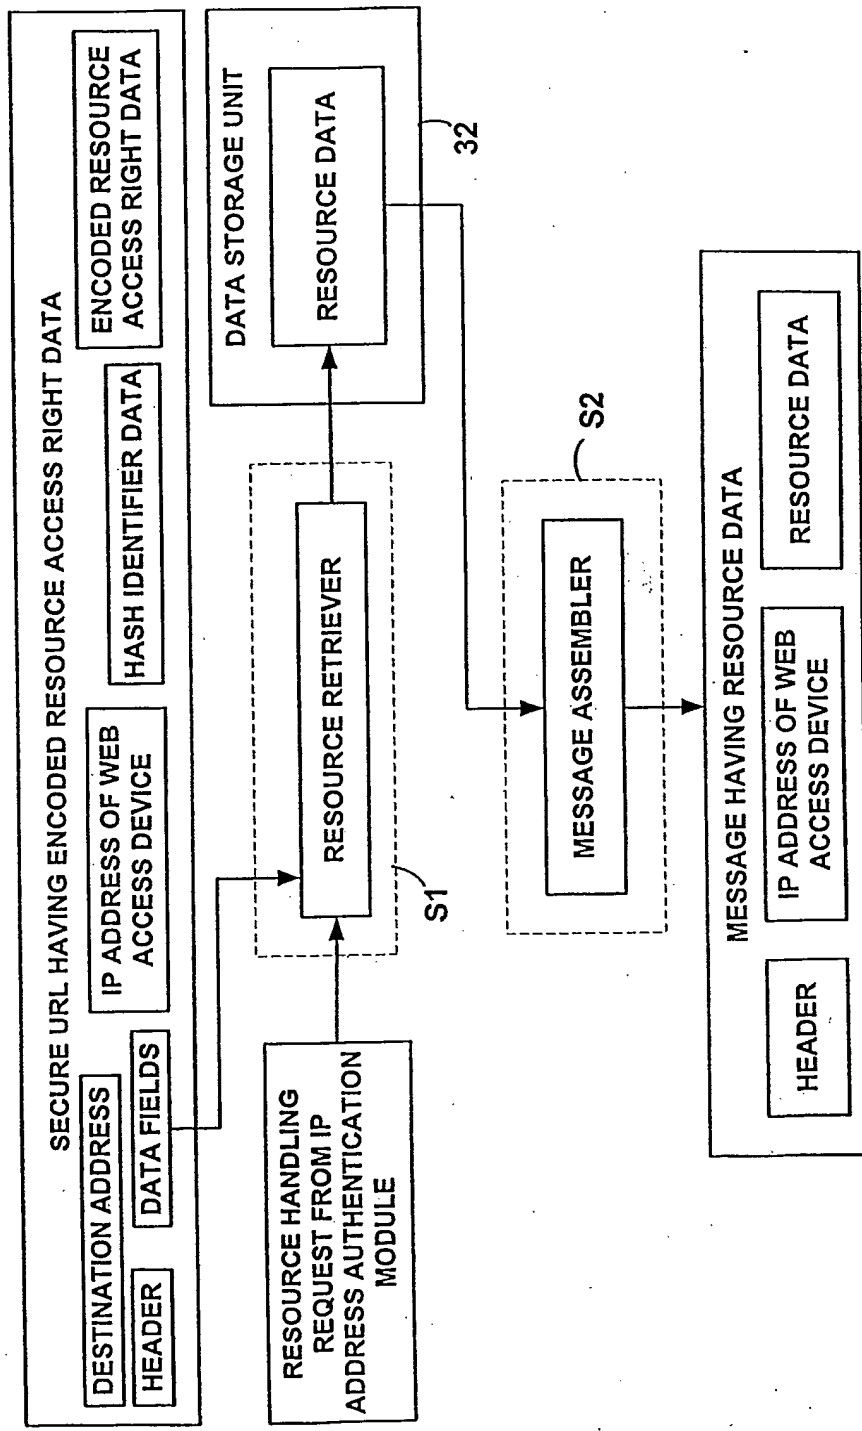 SECURE URL HAVING ENCODED RESOURCE ACCESS RIGHT DATA
DESTINATION ADDRESS
HEADER
DATA FIELDS
IP ADDRESS OF WEB
ACCESS DEVICE
HASH IDENTIFIER DATA
ENCODED RESOURCE
ACCESS RIGHT DATA
RESOURCE HANDLING
REQUEST FROM IP
ADDRESS AUTHENTICATION
MODULE
RESOURCE RETRIEVER
S1
DATA STORAGE UNIT
RESOURCE DATA
32
MESSAGE ASSEMBLER
S2
MESSAGE HAVING RESOURCE DATA
HEADER
IP ADDRESS OF WEB
ACCESS DEVICE
RESOURCE DATA